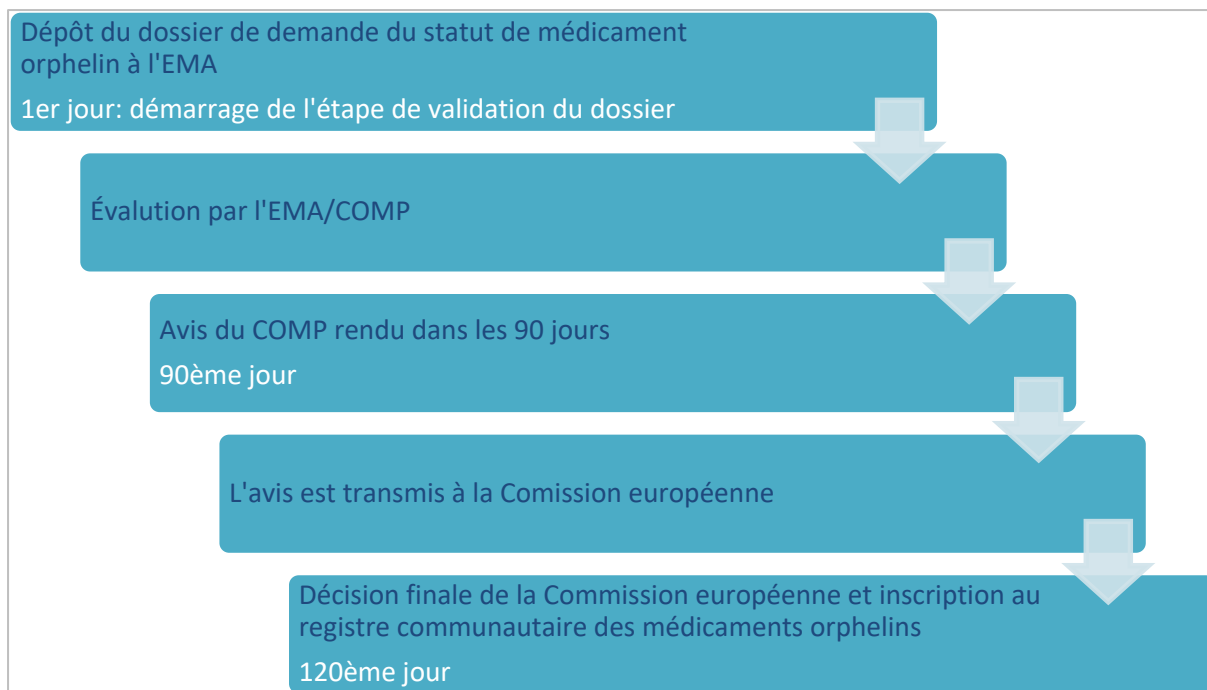 Dépôt du dossier de demande du statut de médicament
orphelin à l'EMA
1er jour: démarrage de l'étape de validation du dossier
Évalution par l'EMA/COMP
Avis du COMP rendu dans les 90 jours
90ème jour
L'avis est transmis à la Comission européenne
Décision finale de la Commission européenne et inscription au
registre communautaire des médicaments orphelins
120ème jour